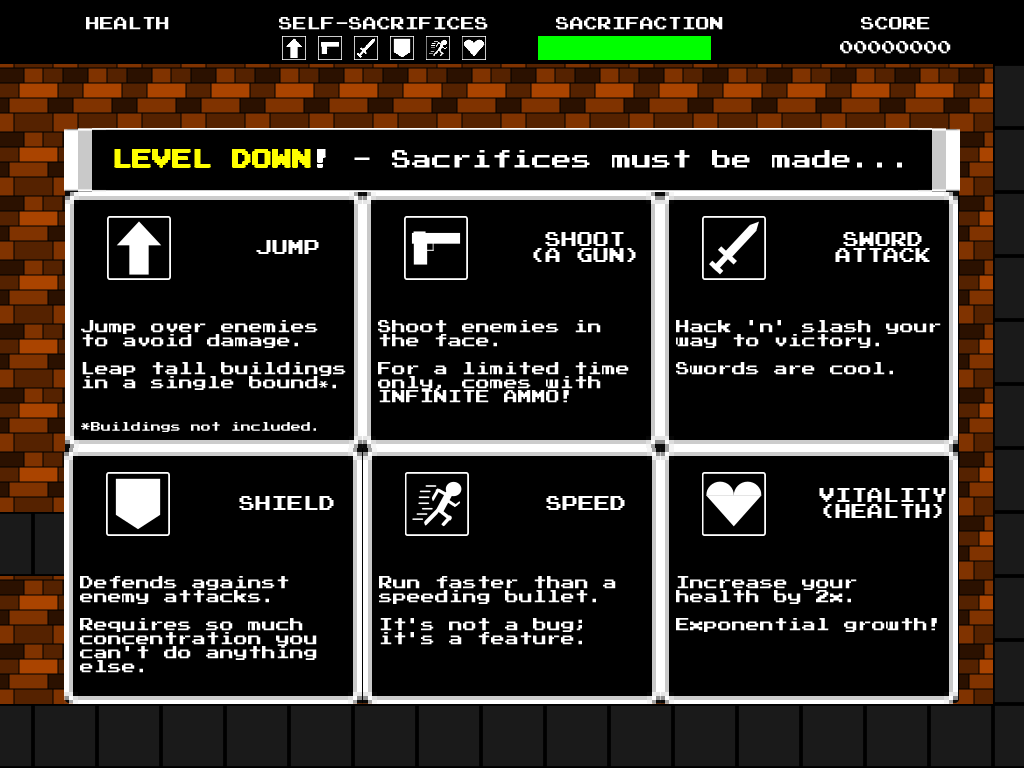 HEALTH SELF-SACRIFICES SACRIFACTION SCORE
00000000
LEVEL DOWN! - Sacrifices must be made...
JUMP
Jump over enemies
to avoid damage.
Leap tall buildings
in a single bound*.
*Buildings not included.
SHOOT
(A GUN)
Shoot enemies in
the face.
For a limited time
only, comes with
INFINITE AMMO!
SWORD
ATTACK
Hack 'n' slash your
way to victory.
Swords are cool.
SHIELD
Defends against
enemy attacks.
Requires so much
concentration you
can't do anything
else.
SPEED
Run faster than a
speeding bullet.
It's not a bug;
it's a feature.
VITALITY
(HEALTH)
Increase your
health by 2x.
Exponential growth!